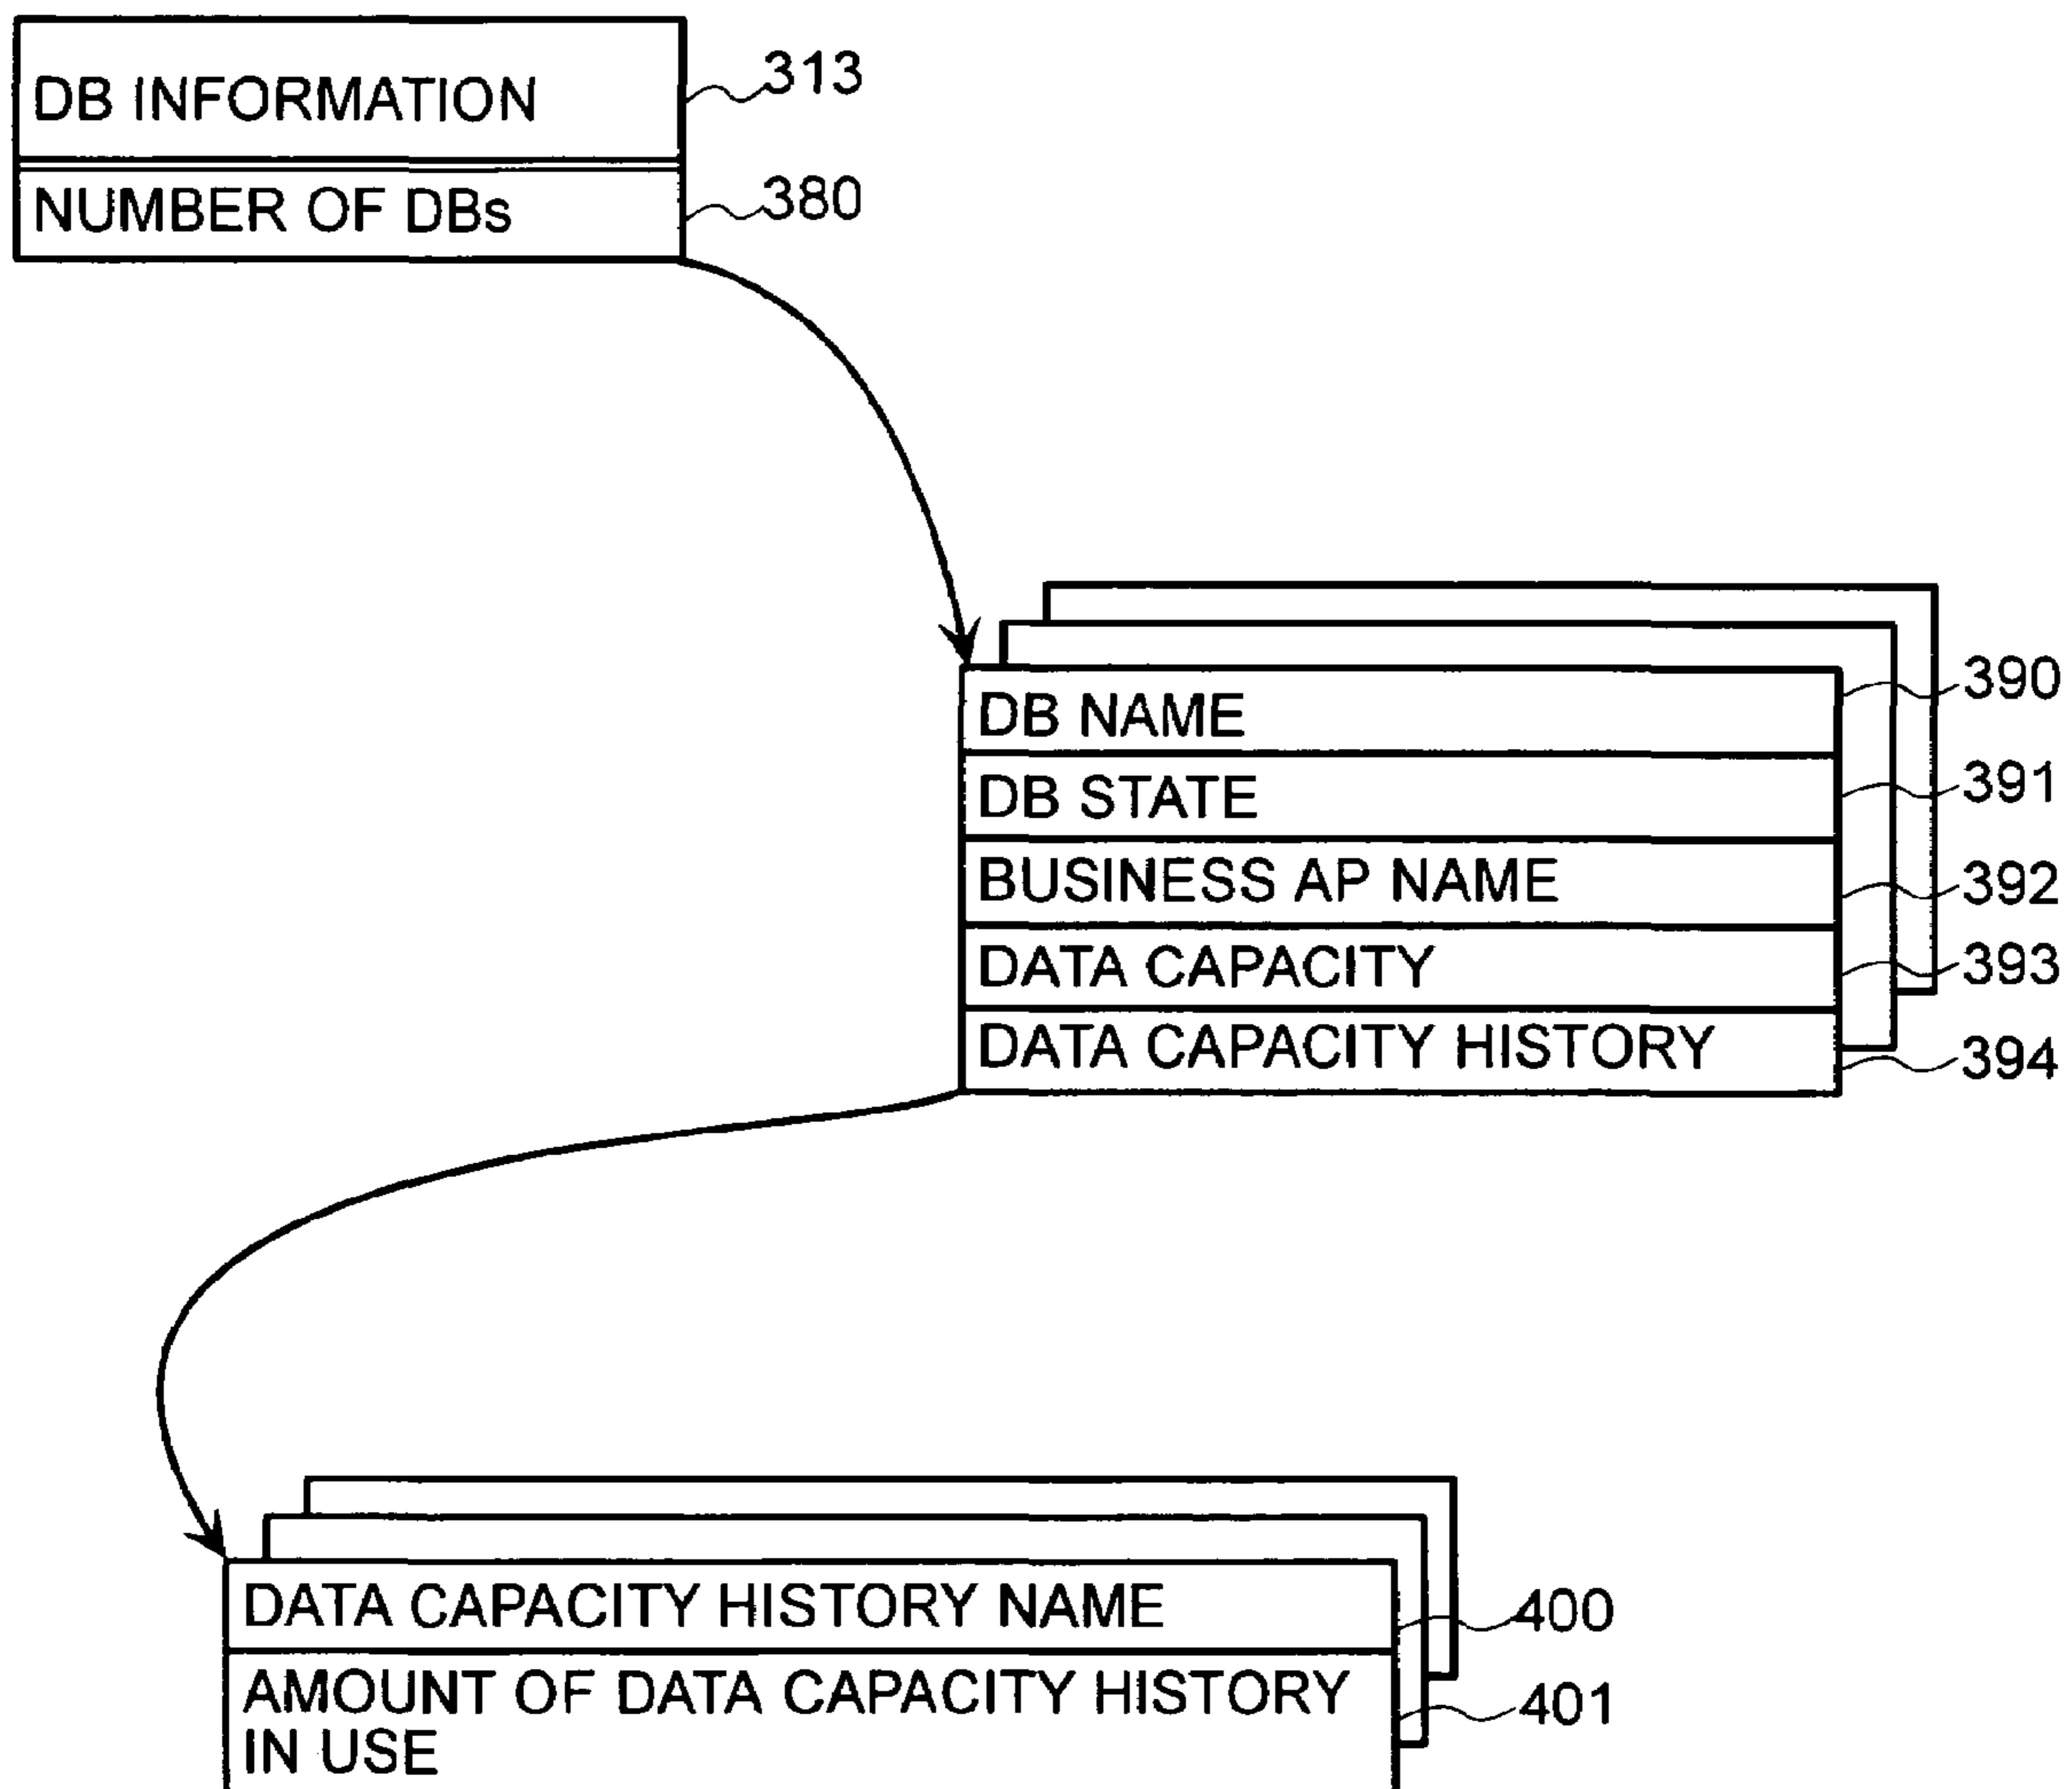 DB INFORMATION 313
NUMBER OF DBs 380
DB NAME 390
DB STATE 391
BUSINESS AP NAME 392
DATA CAPACITY 393
DATA CAPACITY HISTORY 394
DATA CAPACITY HISTORY NAME 400
AMOUNT OF DATA CAPACITY HISTORY 401
IN USE